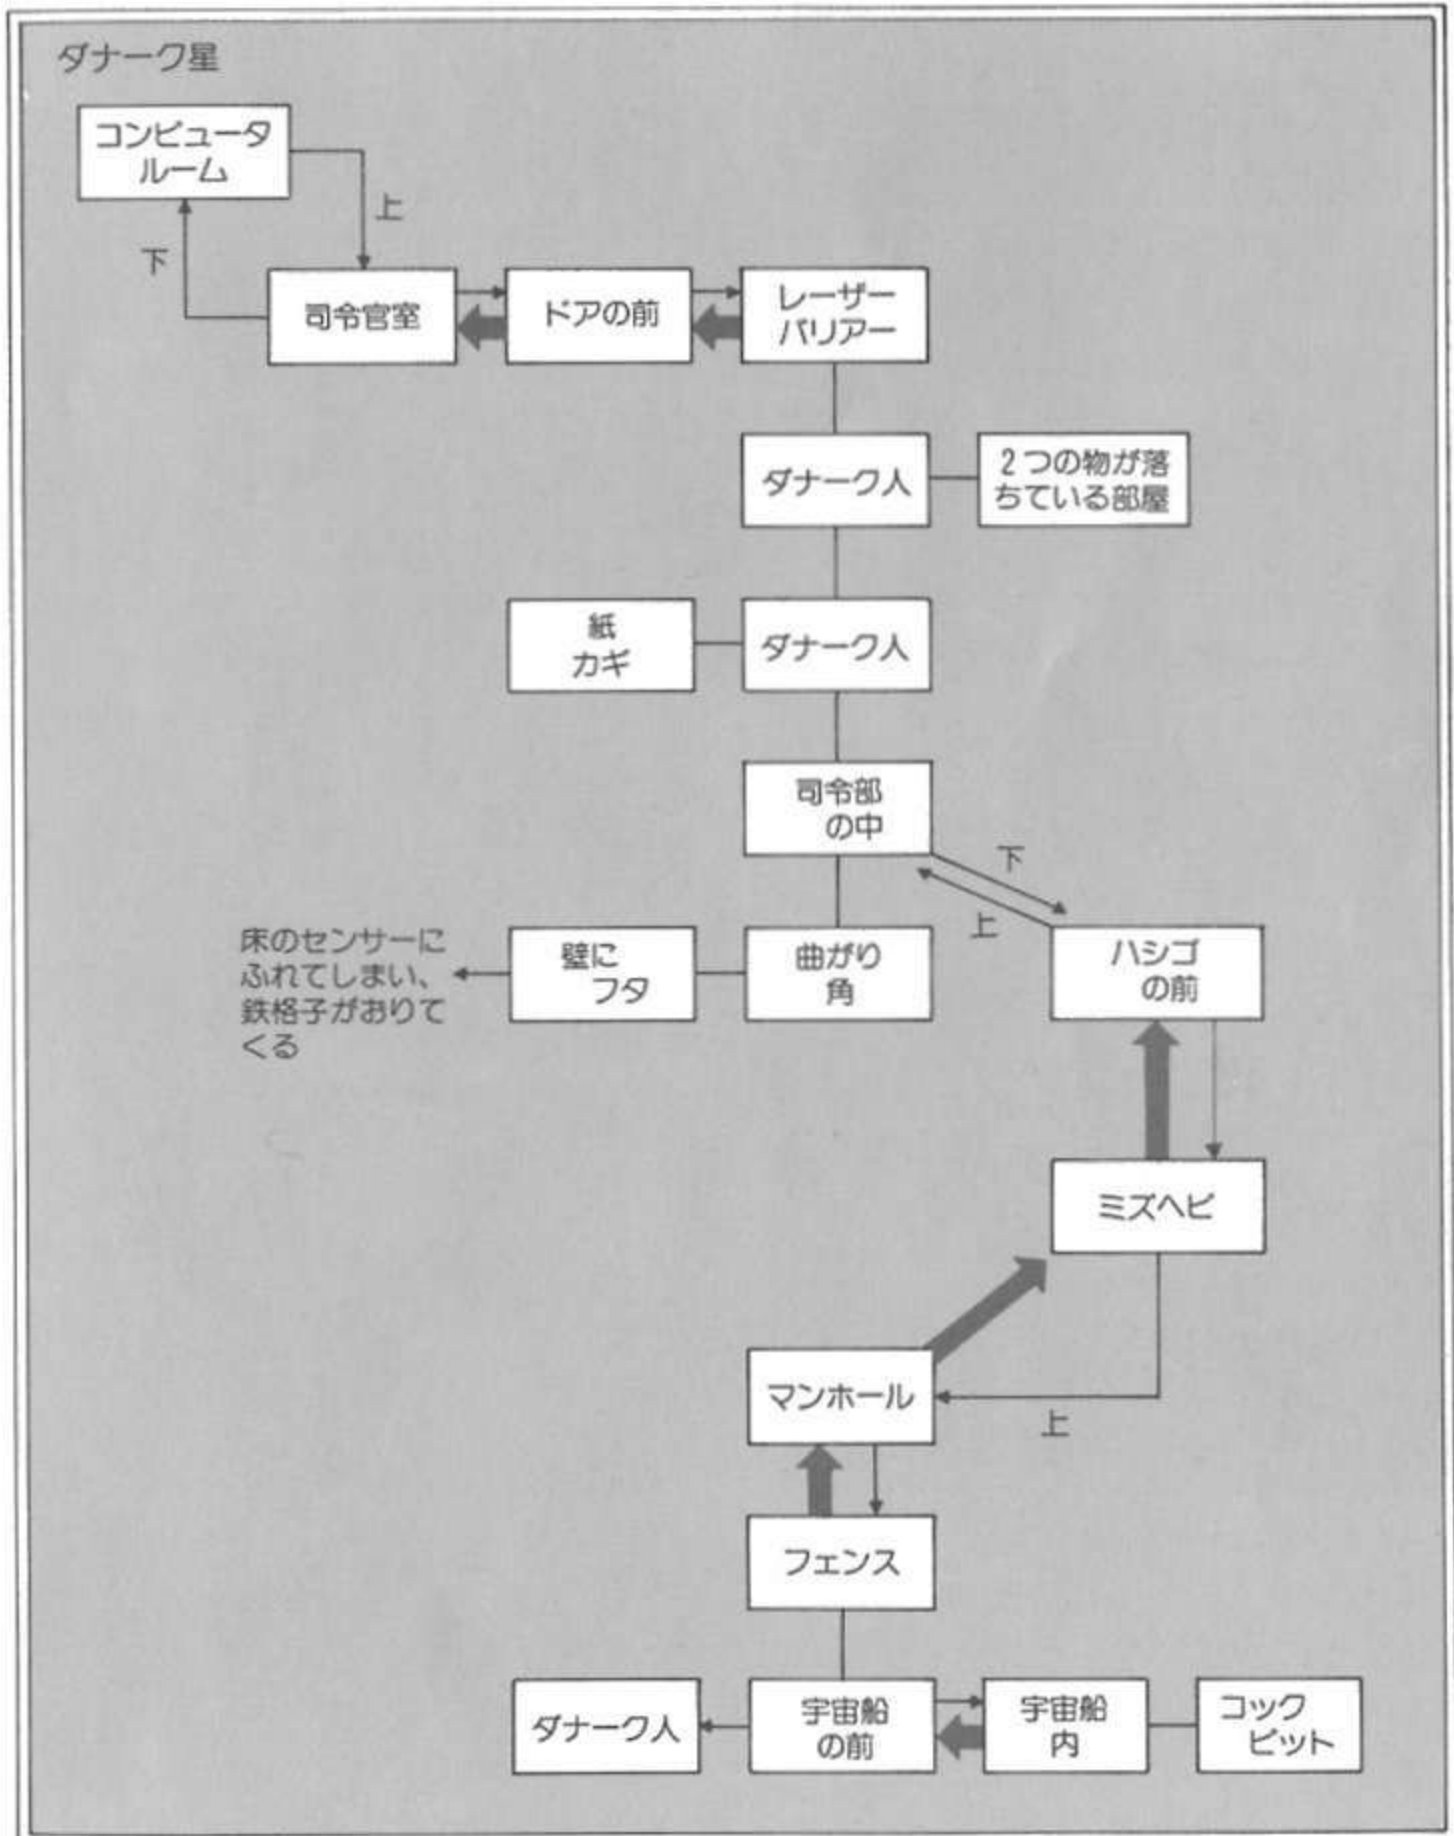 ダナーク星
コンピュータ
ルーム
上
下
司令官室
ドアの前
レーザー
バリアー
ダナーク人
2つの物が落
ちている部屋
紙
カギ
ダナーク人
司令部
の中
下
上
床のセンサーに
ふれてしまい、
鉄格子がおりて
くる
壁に
フタ
曲がり
角
ハシゴ
の前
ミズヘビ
マンホール
上
フェンス
ダナーク人
宇宙船
の前
宇宙船
内
コック
ピット